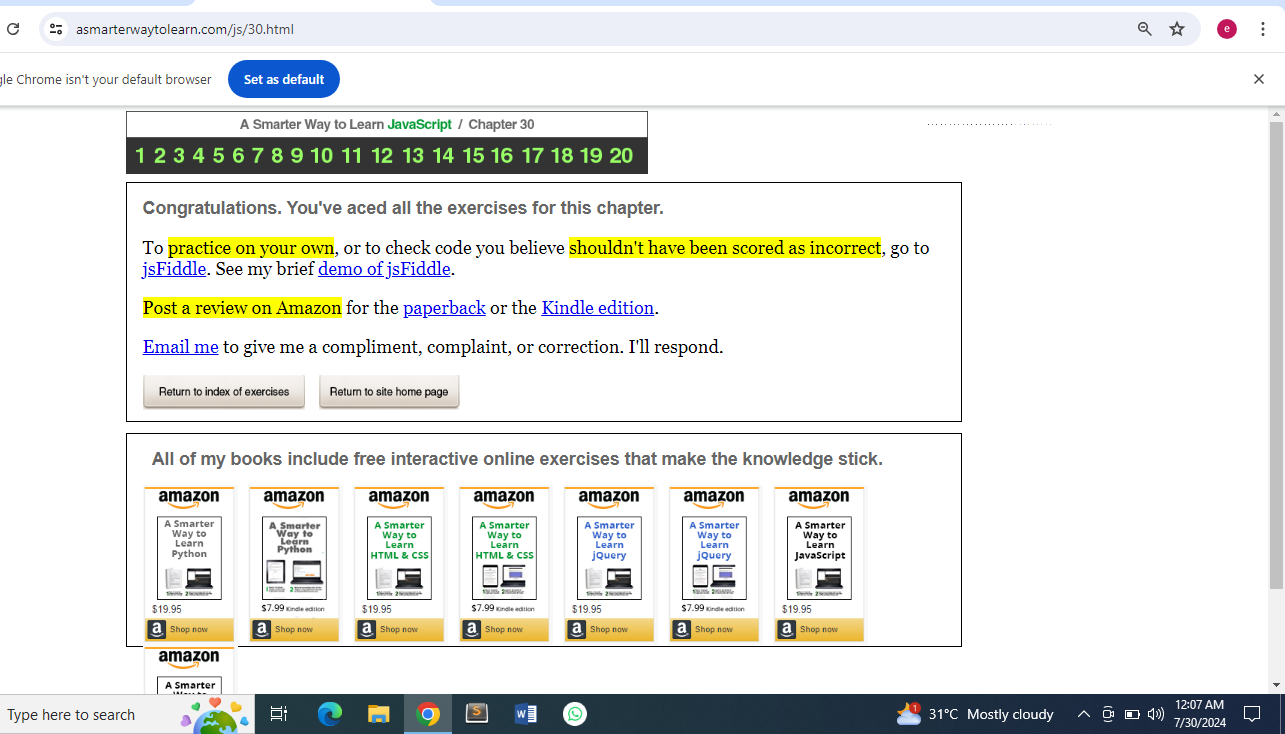 asmarterwaytolearn.com/js/30.html
e
gle Chrome isn't your default browser
Set as default
A Smarter Way to Learn JavaScript / Chapter 30
1 2 3 4 5 6 7 8 9 10 11 12 13 14 15 16 17 18 19 20
Congratulations. You've aced all the exercises for this chapter.
To practice on your own, or to check code you believe shouldn't have been scored as incorrect, go to
jsFiddle. See my brief demo of jsFiddle.
Post a review on Amazon for the paperback or the Kindle edition.
Email me to give me a compliment, complaint, or correction. I'll respond.
Return to index of exercises Return to site home page
All of my books include free interactive online exercises that make the knowledge stick.
amazon amazon amazon amazon amazon amazon amazon
A Smarter A Smarter A Smarter A Smarter A Smarter A Smarter A Smarter
Way to Way to Way to Way to Way to Way to Way to
Learn Learn Learn Learn Learn Learn Learn
Python Python HTML & CSS HTML & CSS jQuery jQuery JavaScript
$19.95 $7.99 Kindle edition $19.95 $7.99 Kindle edition $19.95 $7.99 Kindle edition $19.95
a Shop now a Shop now a Shop now a Shop now a Shop now a Shop now a Shop now
amazon
A Smarter
Type here to search
S
W
1
31°C Mostly cloudy
12:07 AM
7/30/2024